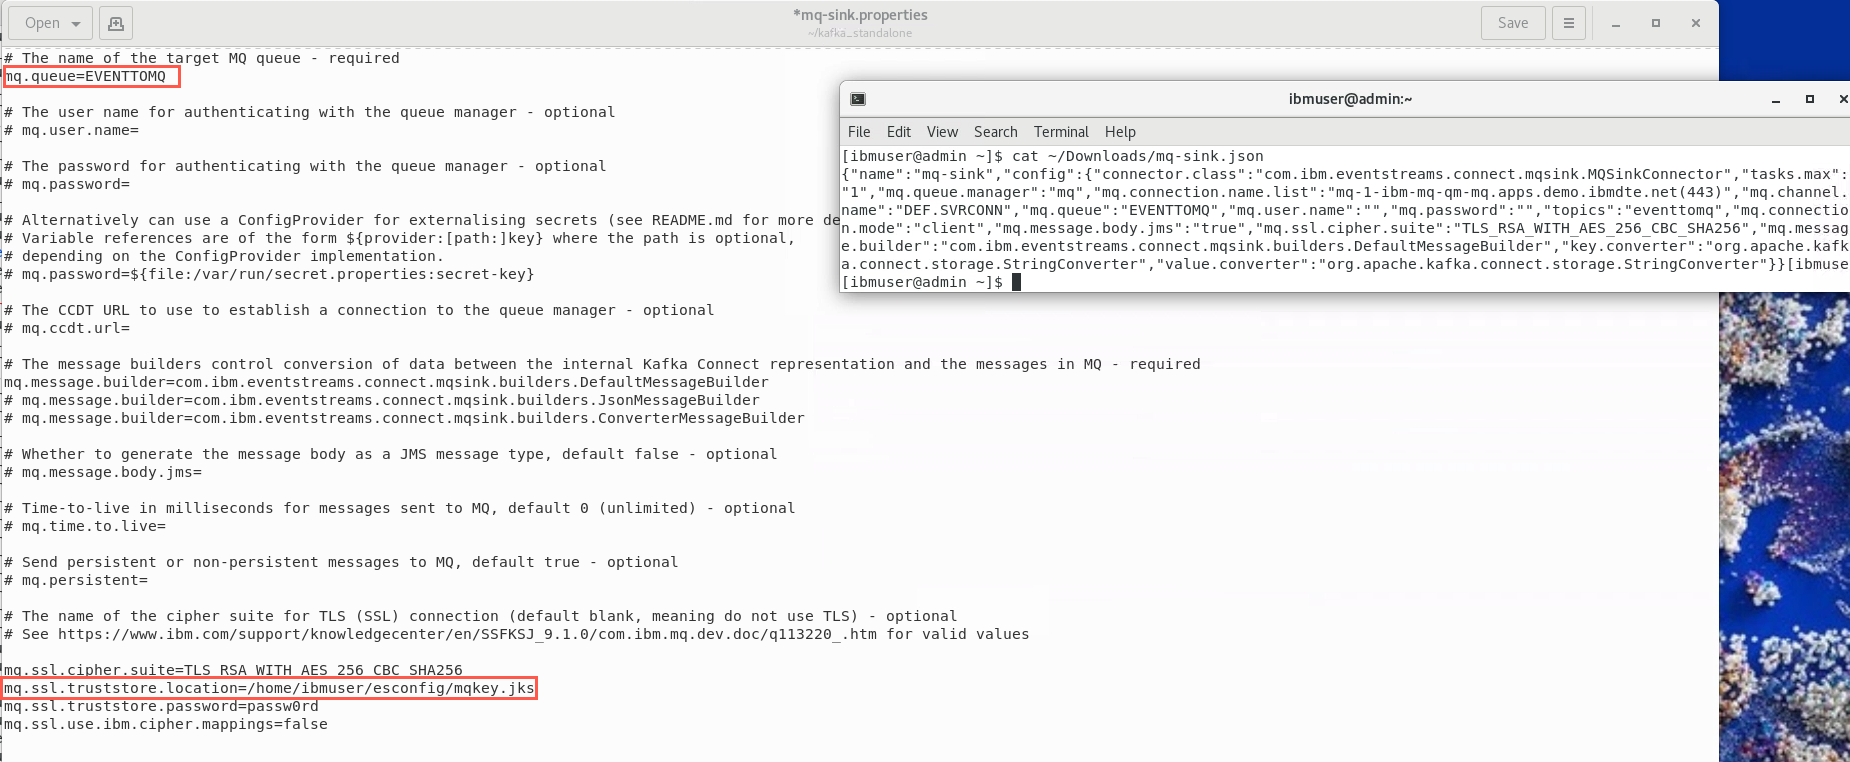 Open
*mq-sink.properties
~/kafka_standalone
Save
# The name of the target MQ queue - required
mq.queue=EVENTTOMQ
# The user name for authenticating with the queue manager - optional
# mq.user.name=
# The password for authenticating with the queue manager - optional
# mq.password=
# Alternatively can use a ConfigProvider for externalising secrets (see README.md for more de
# Variable references are of the form ${provider:[path:]key} where the path is optional,
# depending on the ConfigProvider implementation.
# mq.password=${file:/var/run/secret.properties:secret-key}
# The CCDT URL to use to establish a connection to the queue manager - optional
# mq.ccdt.url=
# The message builders control conversion of data between the internal Kafka Connect representation and the messages in MQ - required
mq.message.builder=com.ibm.eventstreams.connect.mqsink.builders.DefaultMessageBuilder
# mq.message.builder=com.ibm.eventstreams.connect.mqsink.builders.JsonMessageBuilder
# mq.message.builder=com.ibm.eventstreams.connect.mqsink.builders.ConverterMessageBuilder
# Whether to generate the message body as a JMS message type, default false - optional
# mq.message.body.jms=
# Time-to-live in milliseconds for messages sent to MQ, default 0 (unlimited) - optional
# mq.time.to.live=
# Send persistent or non-persistent messages to MQ, default true - optional
# mq.persistent=
# The name of the cipher suite for TLS (SSL) connection (default blank, meaning do not use TLS) - optional
# See https://www.ibm.com/support/knowledgecenter/en/SSFKSJ_9.1.0/com.ibm.mq.dev.doc/q113220_.htm for valid values
mq.ssl.cipher.suite=TLS_RSA_WITH_AES_256_CBC_SHA256
mq.ssl.truststore.location=/home/ibmuser/esconfig/mqkey.jks
mq.ssl.truststore.password=passw0rd
mq.ssl.use.ibm.cipher.mappings=false
ibmuser@admin:~
File Edit View Search Terminal Help
[ibmuser@admin ~]$ cat ~/Downloads/mq-sink.json
{"name":"mq-sink","config":{"connector.class":"com.ibm.eventstreams.connect.mqsink.MQSinkConnector","tasks.max":
"1","mq.queue.manager":"mq","mq.connection.name.list":"mq-1-ibm-mq-qm-mq.apps.demo.ibmdte.net(443)","mq.channel.
name":"DEF.SVRCONN","mq.queue":"EVENTTOMQ","mq.user.name":"","mq.password":"","topics":"eventtomq","mq.connectio
n.mode":"client","mq.message.body.jms":"true","mq.ssl.cipher.suite":"TLS_RSA_WITH_AES_256_CBC_SHA256","mq.messag
e.builder":"com.ibm.eventstreams.connect.mqsink.builders.DefaultMessageBuilder","key.converter":"org.apache.kafk
a.connect.storage.StringConverter","value.converter":"org.apache.kafka.connect.storage.StringConverter"}}[ibmuse
[ibmuser@admin ~]$